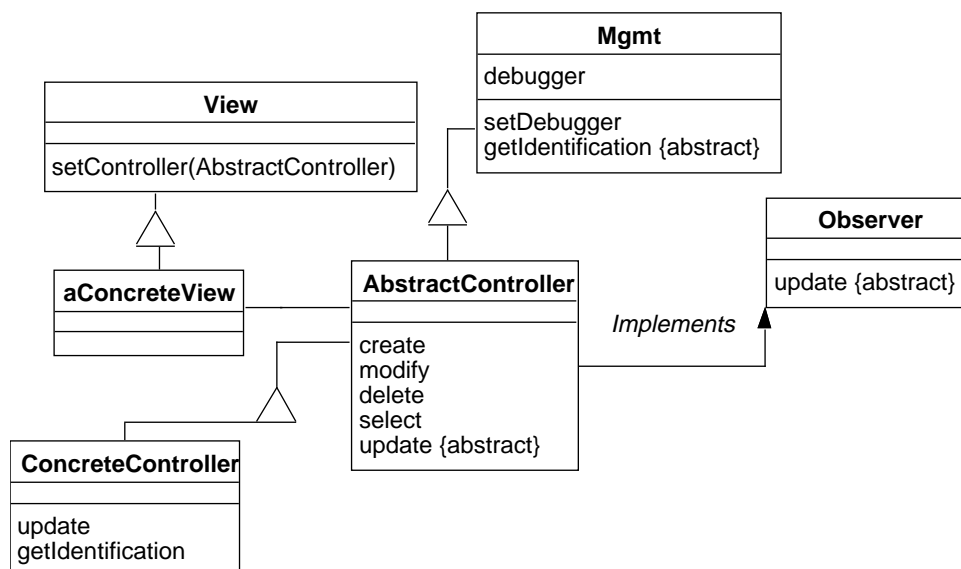 Mgmt
debugger
setDebugger
getIdentification {abstract}
View
setController(AbstractController)
Observer
update {abstract}
aConcreteView
AbstractController
create
modify
delete
select
update {abstract}
Implements
ConcreteController
update
getIdentification